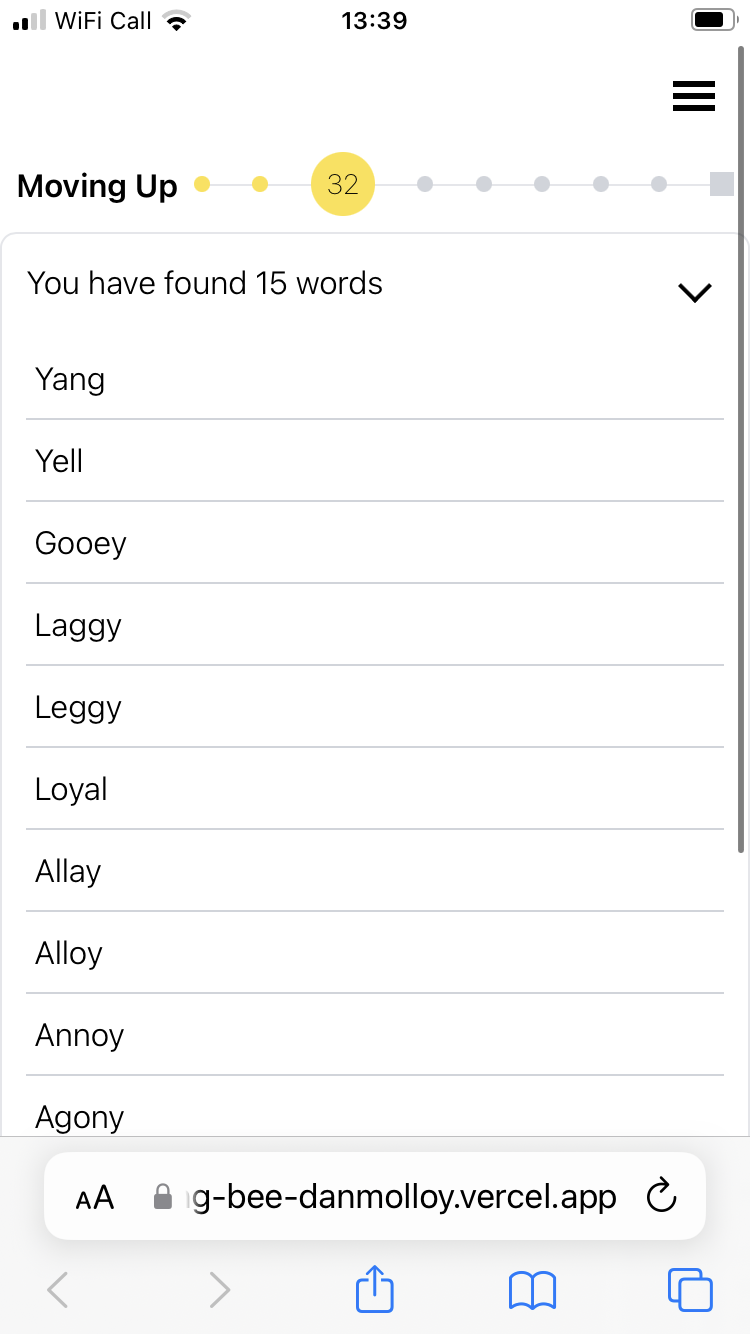 WiFi Call 13:39
Moving Up 32
You have found 15 words
Yang
Yell
Gooey
Laggy
Leggy
Loyal
Allay
Alloy
Annoy
Agony
AA g-bee-danmolloy.vercel.app